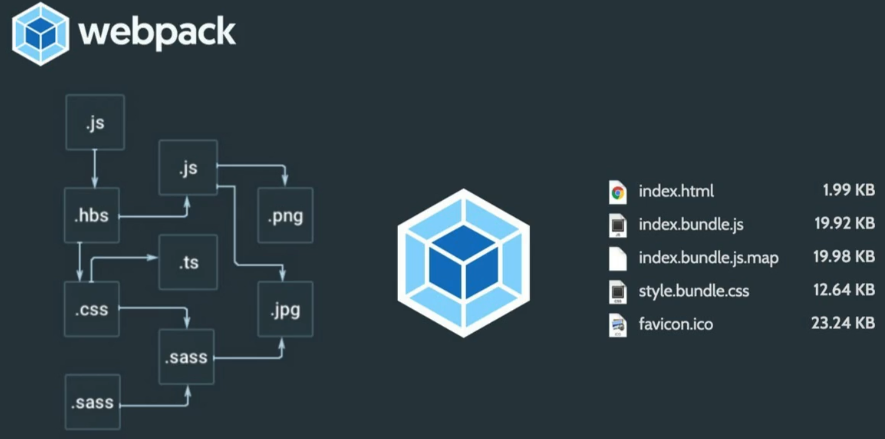 webpack
.js
.js
.hbs
.png
.ts
.css
.jpg
.sass
.sass
index.html 1.99 KB
index.bundle.js 19.92 KB
index.bundle.js.map 19.98 KB
style.bundle.css 12.64 KB
favicon.ico 23.24 KB